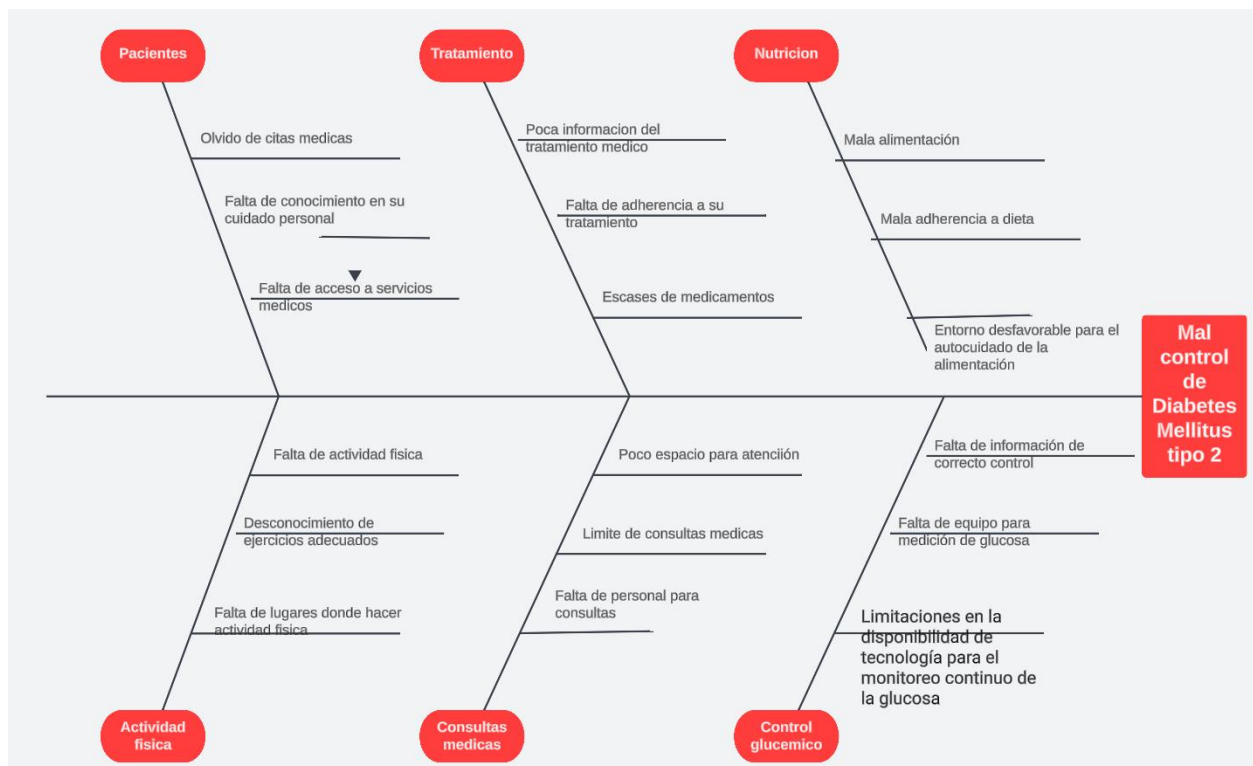 Pacientes
Tratamiento
Nutricion
Olvido de citas medicas
Falta de conocimiento en su
cuidado personal
Falta de acceso a servicios
medicos
Poca informacion del
tratamiento medico
Falta de adherencia a su
tratamiento
Escases de medicamentos
Mala alimentación
Mala adherencia a dieta
Entorno desfavorable para el
autocuidado de la
alimentación
Mal
control
de
Diabetes
Mellitus
tipo 2
Falta de actividad fisica
Desconocimiento de
ejercicios adecuados
Falta de lugares donde hacer
actividad fisica
Poco espacio para atenciión
Limite de consultas medicas
Falta de personal para
consultas
Falta de información de
correcto control
Falta de equipo para
medición de glucosa
Limitaciones en la
disponibilidad de
tecnología para el
monitoreo continuo de
la glucosa
Actividad
fisica
Consultas
medicas
Control
glucemico